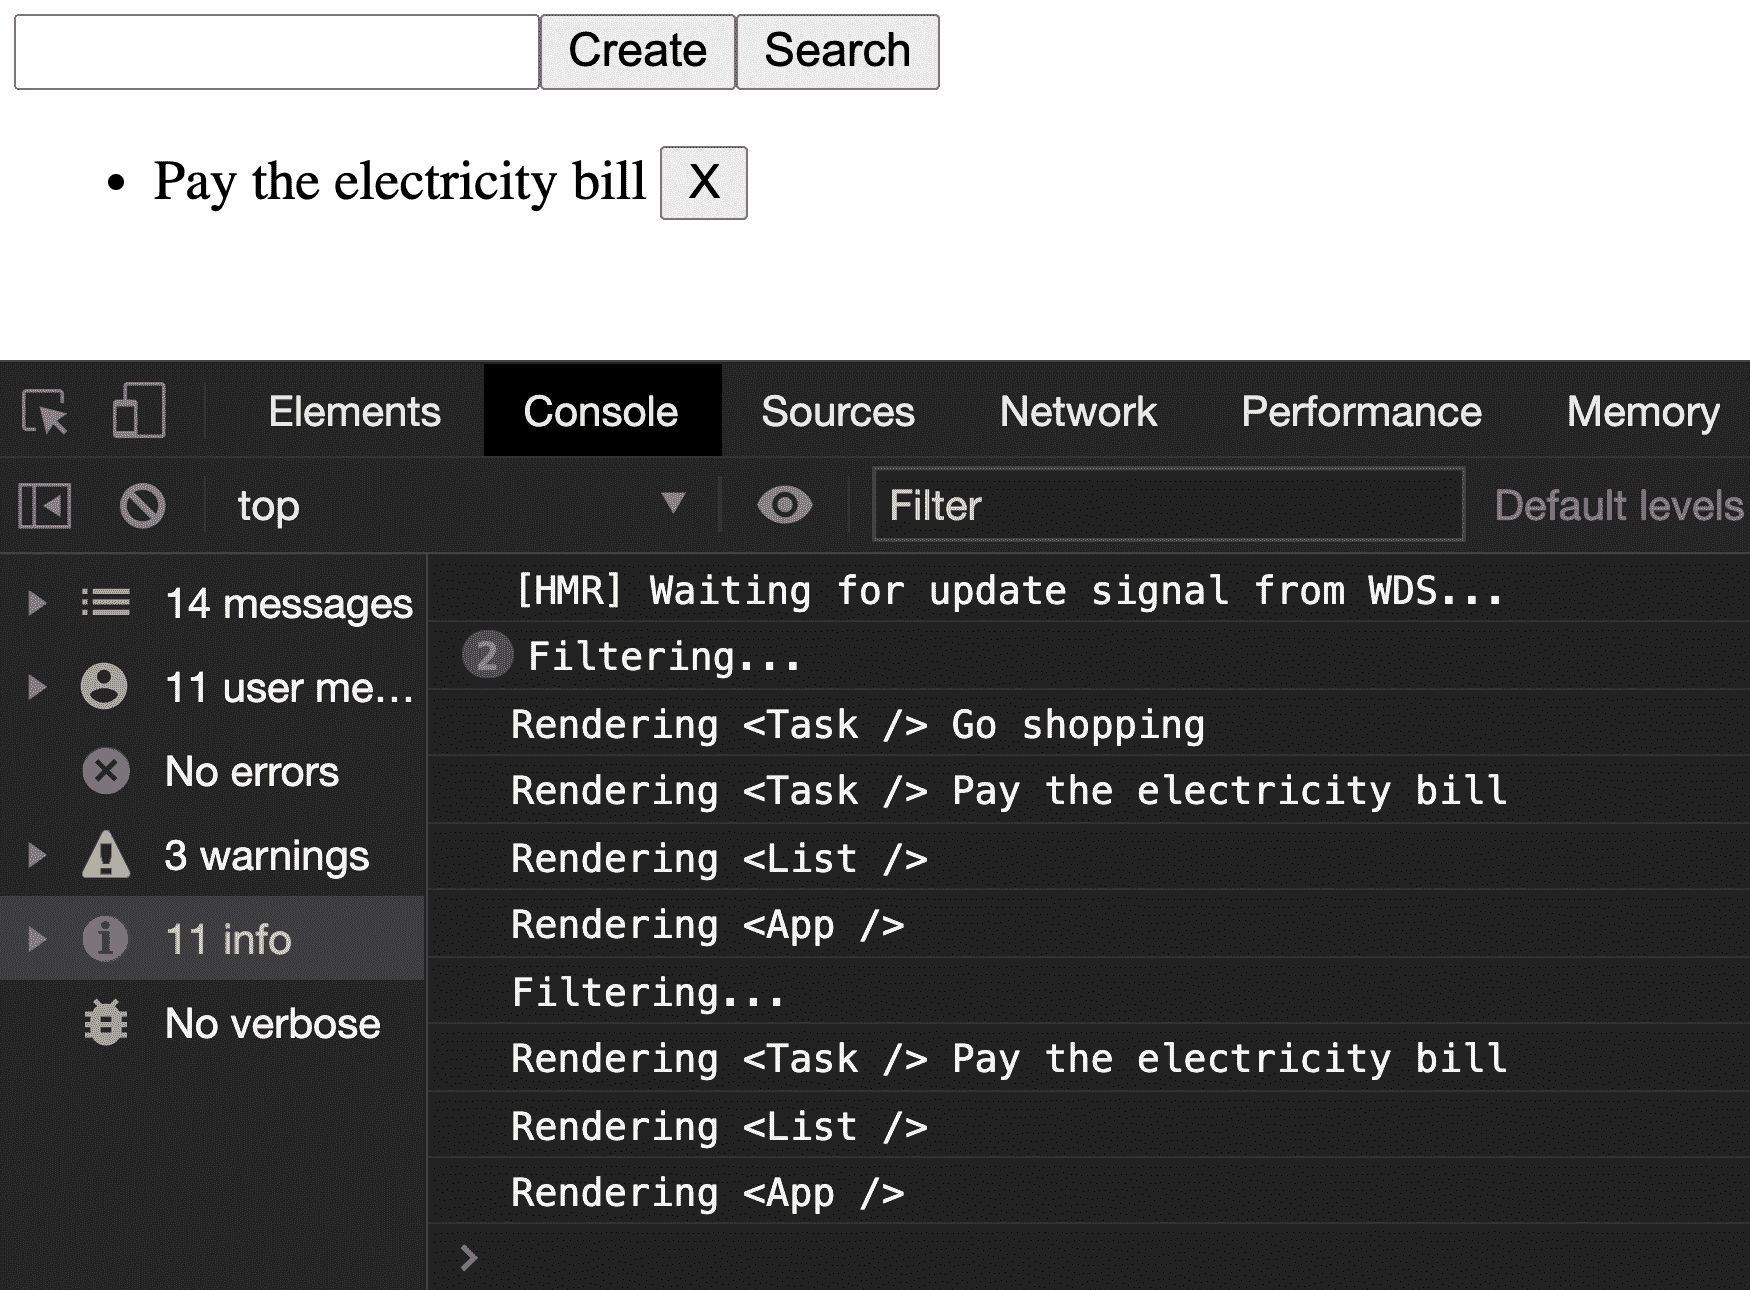 Create Search
• Pay the electricity bill X
Elements Console Sources Network Performance Memory
top Filter Default levels
14 messages
11 user me...
No errors
3 warnings
11 info
No verbose
[HMR] Waiting for update signal from WDS...
2 Filtering...
Rendering <Task /> Go shopping
Rendering <Task /> Pay the electricity bill
Rendering <List />
Rendering <App />
Filtering...
Rendering <Task /> Pay the electricity bill
Rendering <List />
Rendering <App />